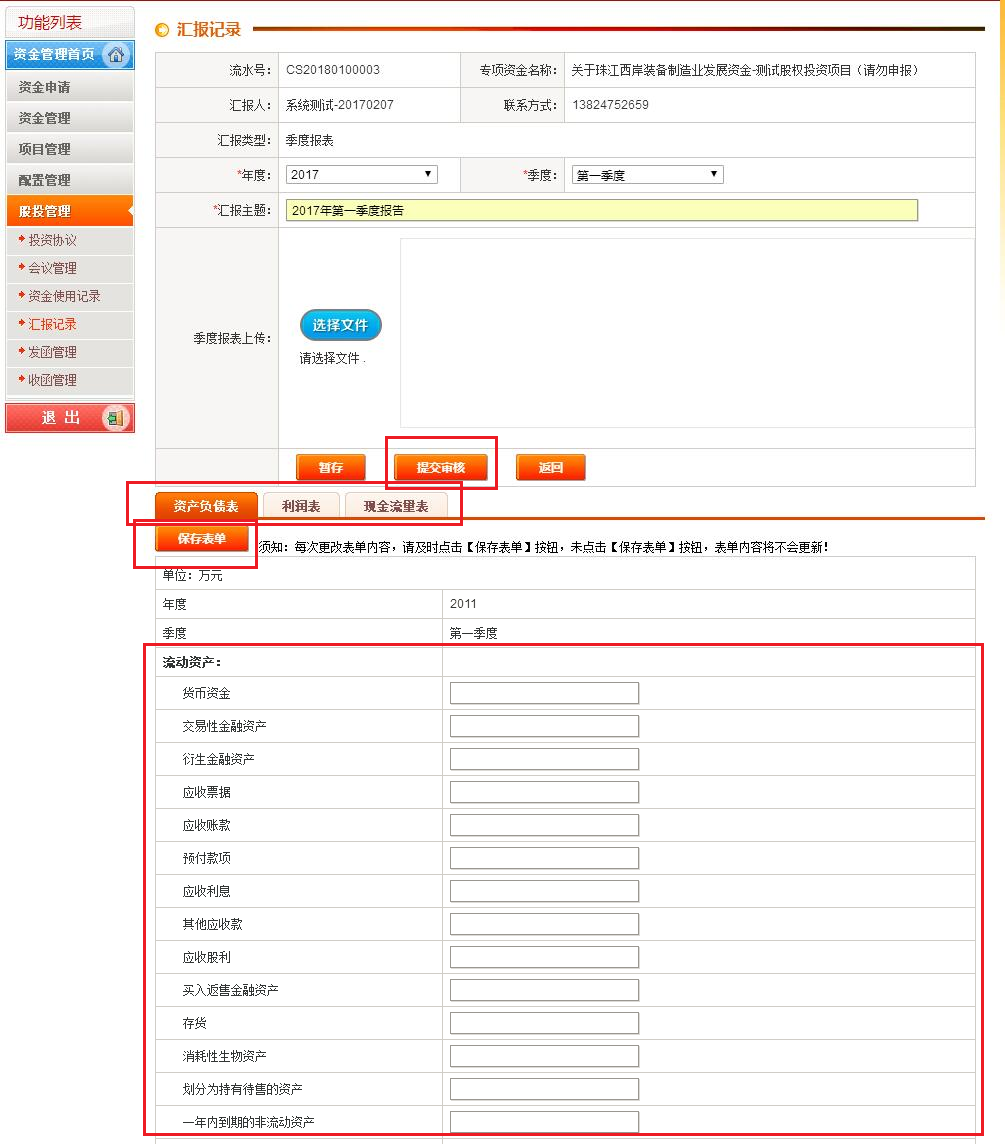 功能列表
资金管理首页
资金申请
资金管理
项目管理
配置管理
股投管理
投资协议
会议管理
资金使用记录
汇报记录
发函管理
收函管理
退 出
汇报记录
流水号： CS20180100003 专项资金名称： 关于珠江西岸装备制造业发展资金-测试股权投资项目（请勿申报）
汇报人： 系统测试-20170207 联系方式： 13824752659
汇报类型： 季度报表
*年度： 2017 *季度： 第一季度
*汇报主题： 2017年第一季度报告
季度报表上传： 选择文件
请选择文件 .
暂存 提交审核 返回
资产负债表 利润表 现金流量表
保存表单 须知：每次更改表单内容，请及时点击【保存表单】按钮，未点击【保存表单】按钮，表单内容将不会更新！
单位：万元
年度 2011
季度 第一季度
流动资产：
货币资金
交易性金融资产
衍生金融资产
应收票据
应收账款
预付款项
应收利息
其他应收款
应收股利
买入返售金融资产
存货
消耗性生物资产
划分为持有待售的资产
一年内到期的非流动资产